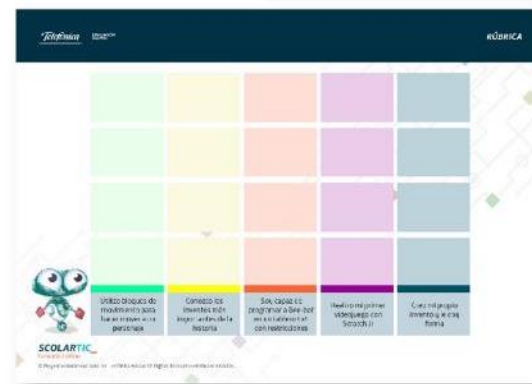 Telefónica
RÚBRICA
Utilizo bloques de
movimiento para
hacer mover a un
personaje
Conozco los
inventos más
importantes de la
historia
Soy capaz de
programar a Bee-bot
en un tablero
con restricciones
Realizo mi primer
videojuego con
Scratch Jr
Creo mi propio
invento y le doy
forma
SCOLARTIC_